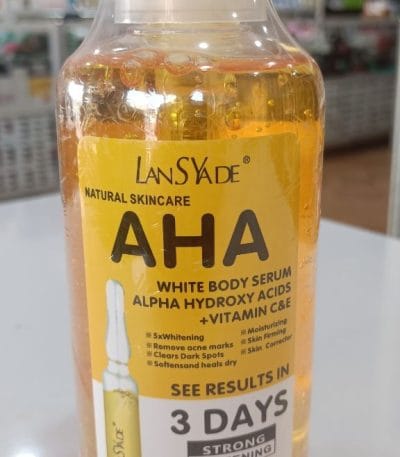 LANSYADE®
NATURAL SKINCARE
AHA
WHITE BODY SERUM
ALPHA HYDROXY ACIDS
+VITAMIN C&E
※5xWhitening
※Remove acne marks
※Clears Dark Spots
※Softensand heals dry
※Moisturizing
※Skin Firming
※Skin Corrector
SEE RESULTS IN
3 DAYS
STRONG
LANSYADE